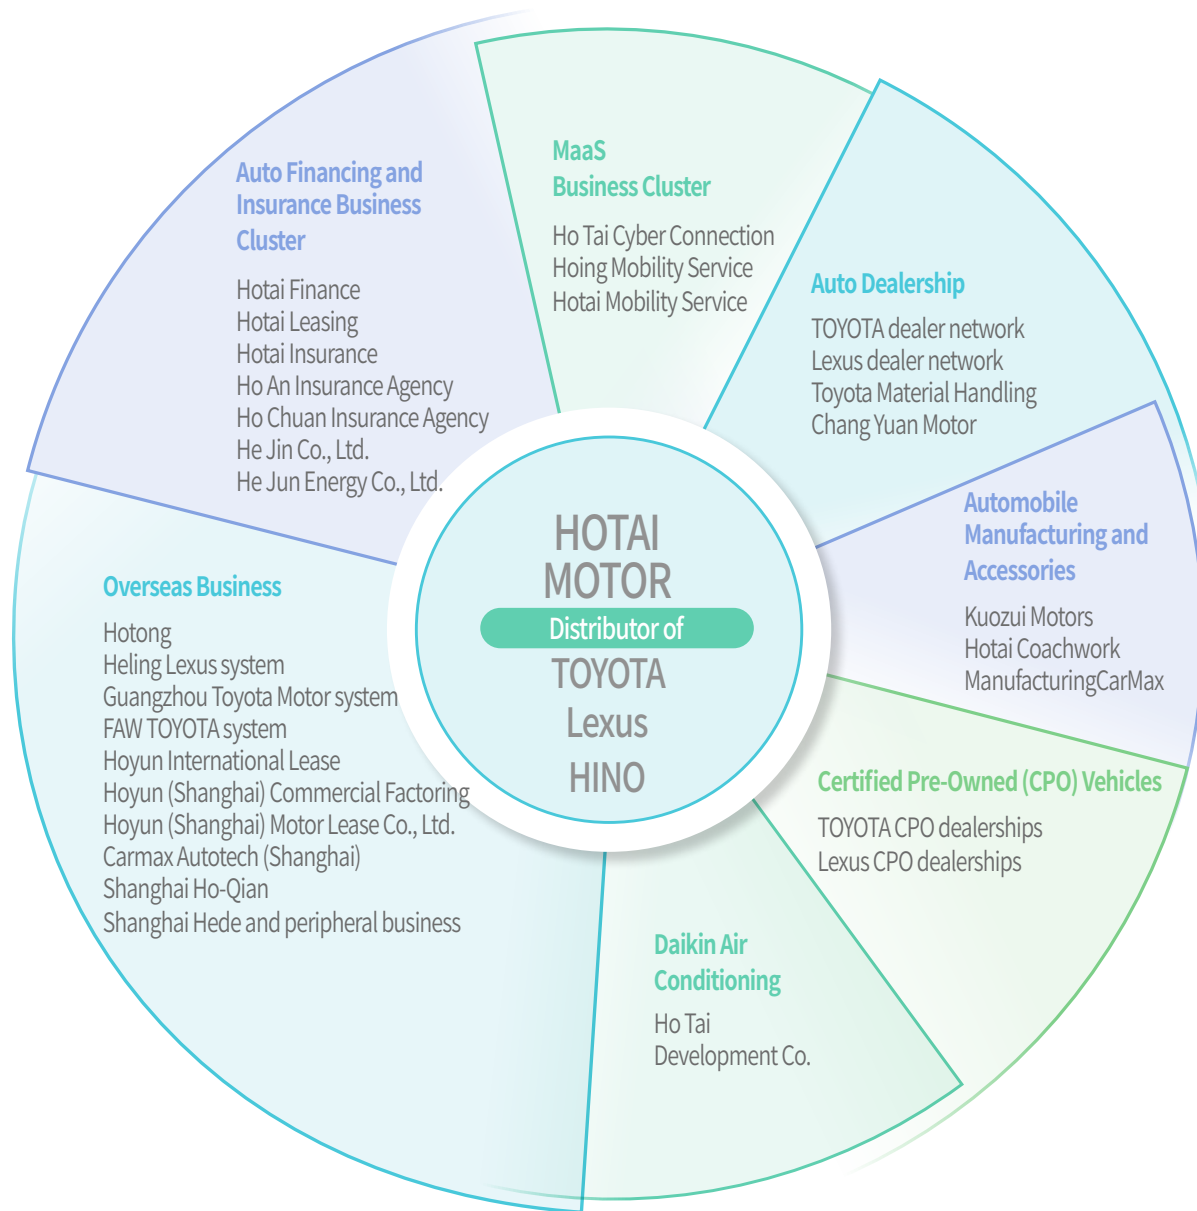 Auto Financing and
Insurance Business
Cluster
Hotai Finance
Hotai Leasing
Hotai Insurance
Ho An Insurance Agency
Ho Chuan Insurance Agency
He Jin Co., Ltd.
He Jun Energy Co., Ltd.
MaaS
Business Cluster
Ho Tai Cyber Connection
Hoing Mobility Service
Hotai Mobility Service
Auto Dealership
TOYOTA dealer network
Lexus dealer network
Toyota Material Handling
Chang Yuan Motor
Automobile
Manufacturing and
Accessories
Kuozui Motors
Hotai Coachwork
ManufacturingCarMax
Certified Pre-Owned (CPO) Vehicles
TOYOTA CPO dealerships
Lexus CPO dealerships
Daikin Air
Conditioning
Ho Tai
Development Co.
Overseas Business
Hotong
Heling Lexus system
Guangzhou Toyota Motor system
FAW TOYOTA system
Hoyun International Lease
Hoyun (Shanghai) Commercial Factoring
Hoyun (Shanghai) Motor Lease Co., Ltd.
Carmax Autotech (Shanghai)
Shanghai Ho-Qian
Shanghai Hede and peripheral business
HOTAI
MOTOR
Distributor of
TOYOTA
Lexus
HINO